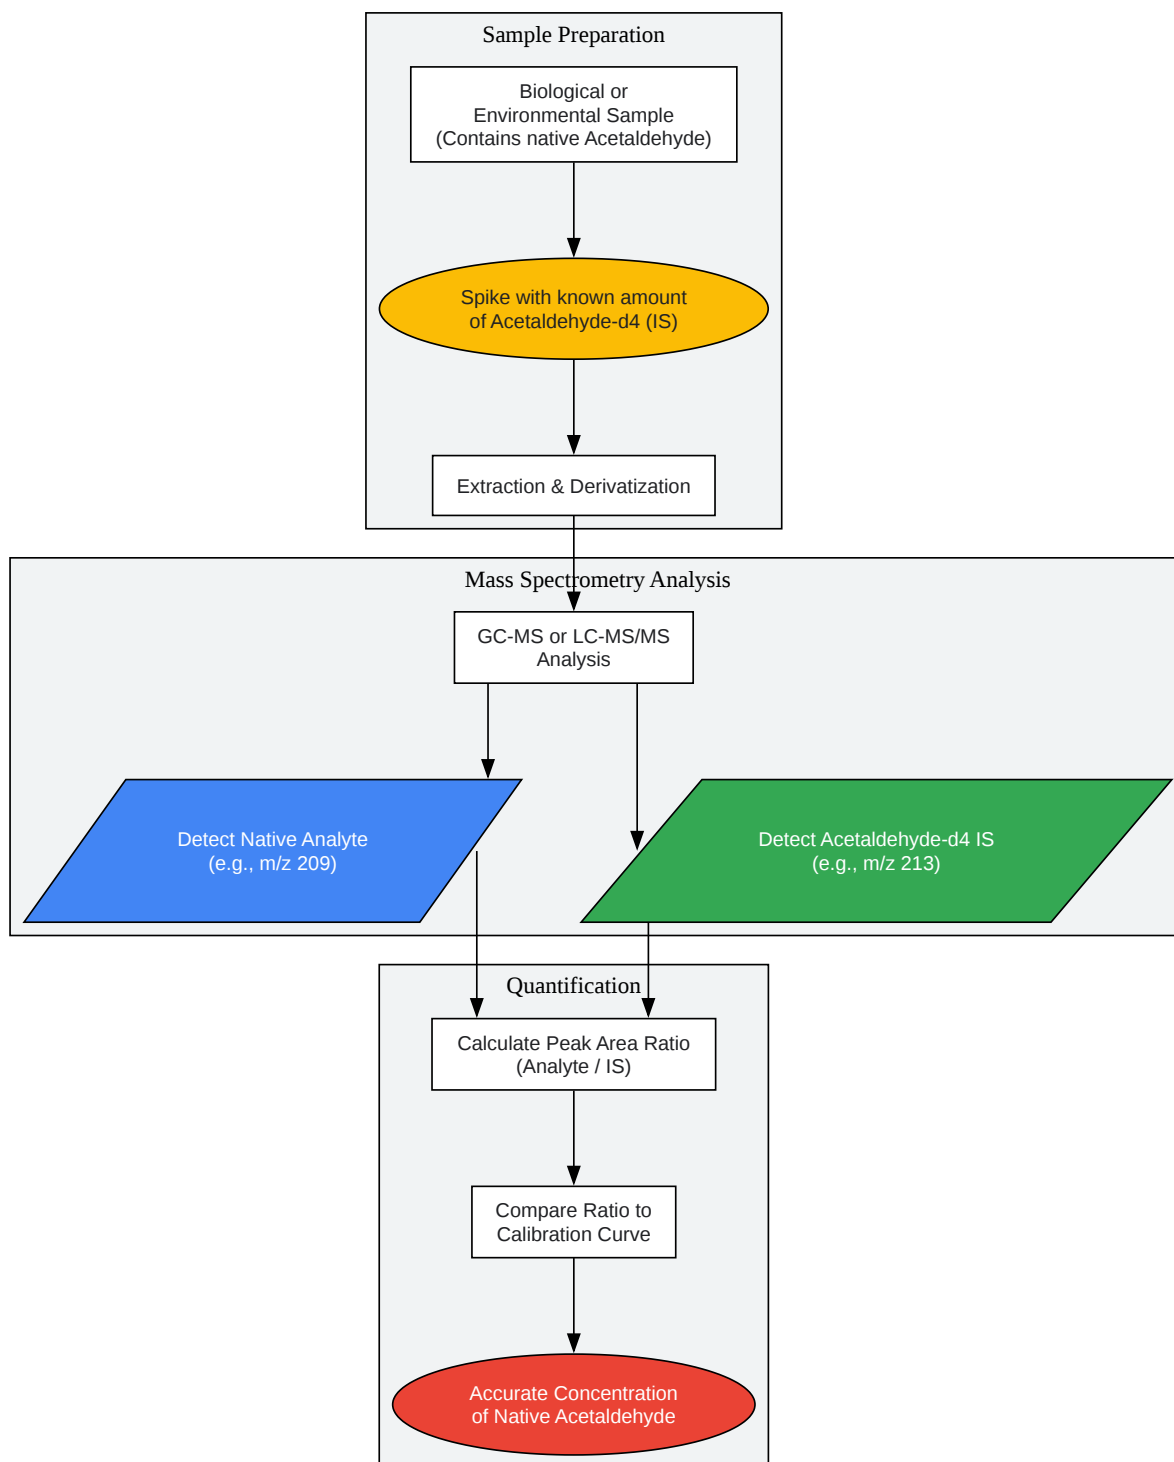 Sample Preparation
Biological or
Environmental Sample
(Contains native Acetaldehyde)
Spike with known amount
of Acetaldehyde-d4 (IS)
Extraction & Derivatization
Mass Spectrometry Analysis
GC-MS or LC-MS/MS
Analysis
Detect Native Analyte
(e.g., m/z 209)
Detect Acetaldehyde-d4 IS
(e.g., m/z 213)
Quantification
Calculate Peak Area Ratio
(Analyte / IS)
Compare Ratio to
Calibration Curve
Accurate Concentration
of Native Acetaldehyde